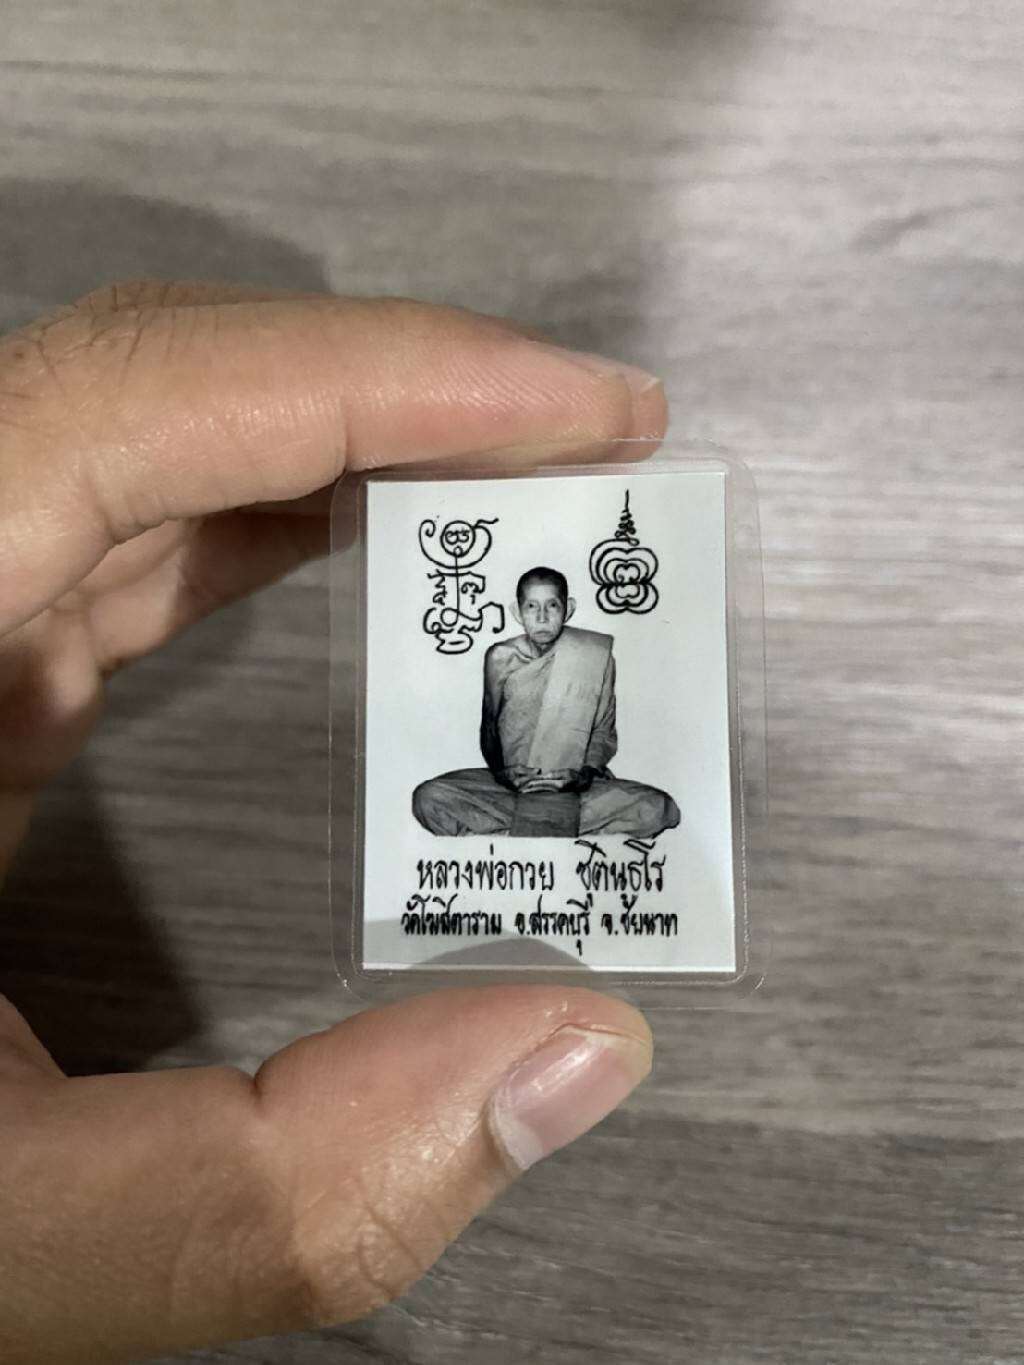 หลวงพ่อกวย ชุตินฺธโร
วัดโฆสิตาราม อ.สรรคบุรี จ.ชัยนาท